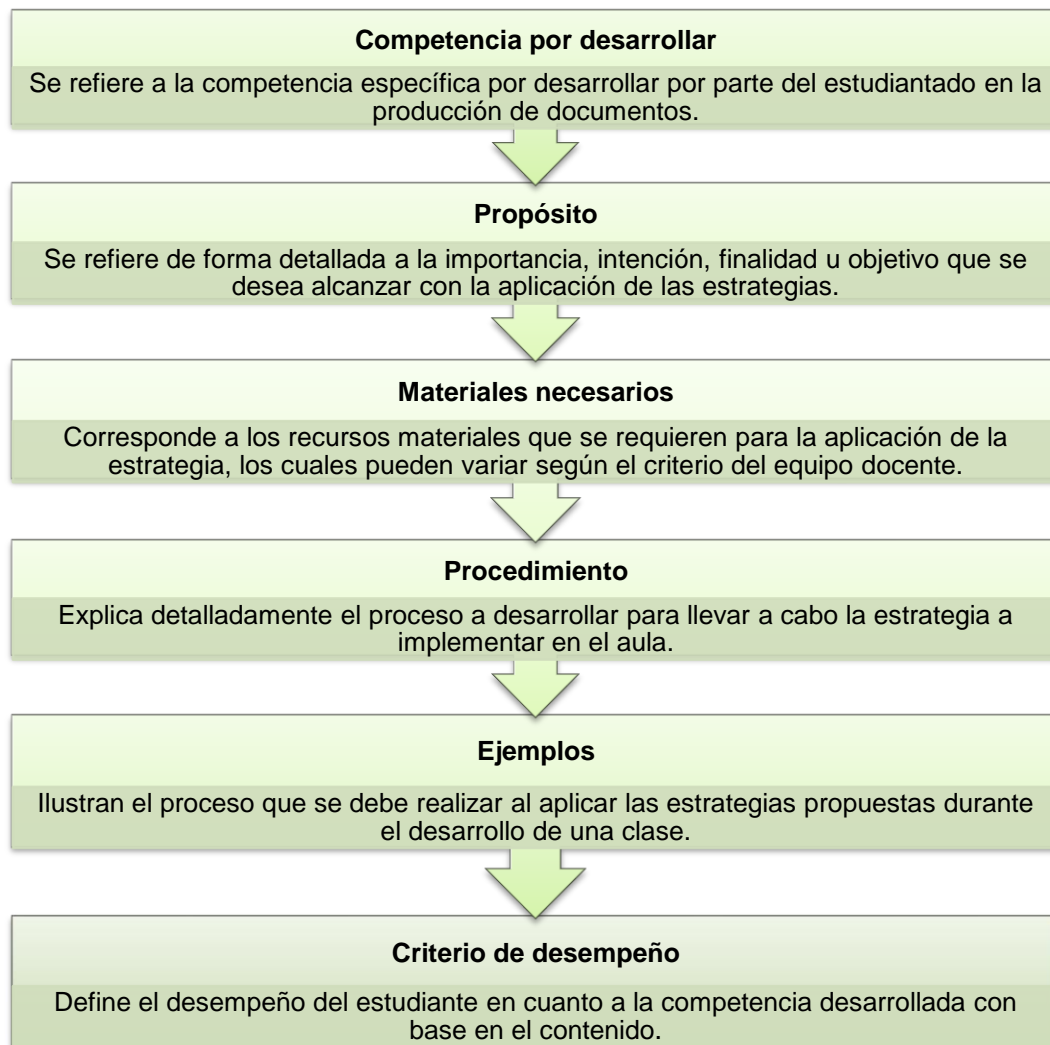 Competencia por desarrollar
Se refiere a la competencia específica por desarrollar por parte del estudiantado en la
producción de documentos.
Propósito
Se refiere de forma detallada a la importancia, intención, finalidad u objetivo que se
desea alcanzar con la aplicación de las estrategias.
Materiales necesarios
Corresponde a los recursos materiales que se requieren para la aplicación de la
estrategia, los cuales pueden variar según el criterio del equipo docente.
Procedimiento
Explica detalladamente el proceso a desarrollar para llevar a cabo la estrategia a
implementar en el aula.
Ejemplos
Ilustran el proceso que se debe realizar al aplicar las estrategias propuestas durante
el desarrollo de una clase.
Criterio de desempeño
Define el desempeño del estudiante en cuanto a la competencia desarrollada con
base en el contenido.